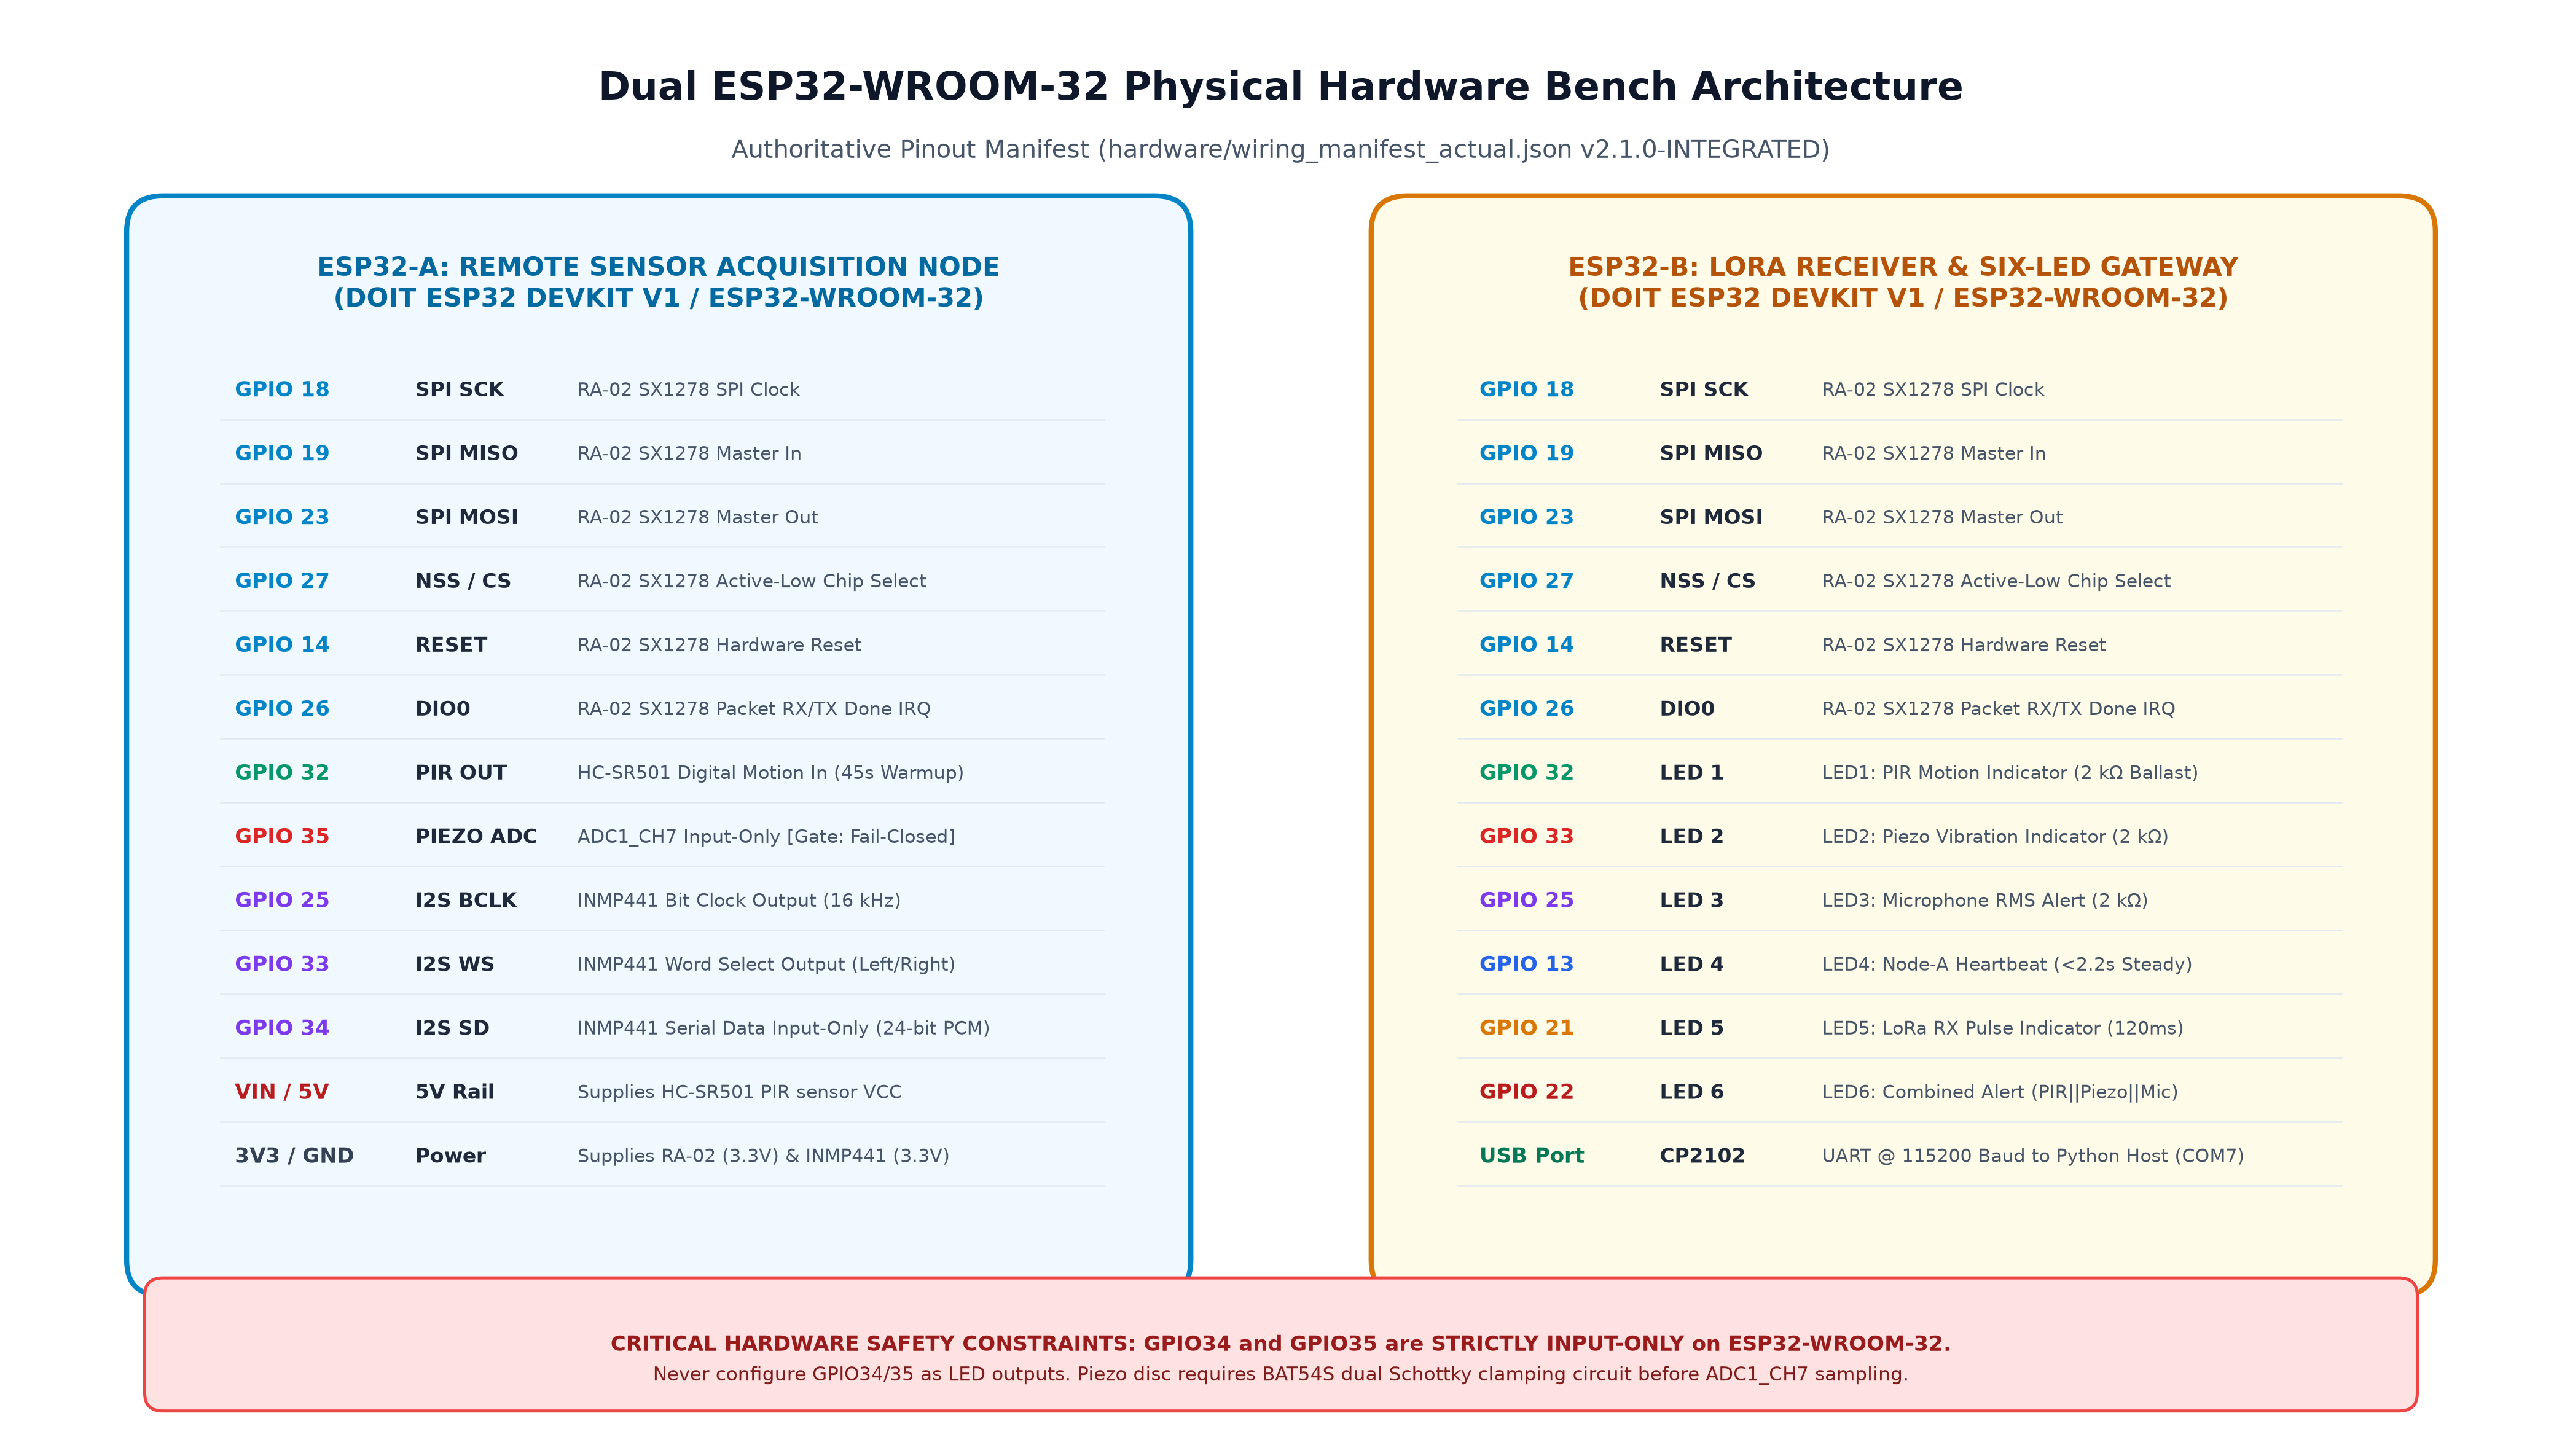 Dual ESP32-WROOM-32 Physical Hardware Bench Architecture
Authoritative Pinout Manifest (hardware/wiring_manifest_actual.json v2.1.0-INTEGRATED)
ESP32-A: REMOTE SENSOR ACQUISITION NODE
(DOIT ESP32 DEVKIT V1 / ESP32-WROOM-32)
GPIO 18 SPI SCK RA-02 SX1278 SPI Clock
GPIO 19 SPI MISO RA-02 SX1278 Master In
GPIO 23 SPI MOSI RA-02 SX1278 Master Out
GPIO 27 NSS / CS RA-02 SX1278 Active-Low Chip Select
GPIO 14 RESET RA-02 SX1278 Hardware Reset
GPIO 26 DIO0 RA-02 SX1278 Packet RX/TX Done IRQ
GPIO 32 PIR OUT HC-SR501 Digital Motion In (45s Warmup)
GPIO 35 PIEZO ADC ADC1_CH7 Input-Only [Gate: Fail-Closed]
GPIO 25 I2S BCLK INMP441 Bit Clock Output (16 kHz)
GPIO 33 I2S WS INMP441 Word Select Output (Left/Right)
GPIO 34 I2S SD INMP441 Serial Data Input-Only (24-bit PCM)
VIN / 5V 5V Rail Supplies HC-SR501 PIR sensor VCC
3V3 / GND Power Supplies RA-02 (3.3V) & INMP441 (3.3V)
ESP32-B: LORA RECEIVER & SIX-LED GATEWAY
(DOIT ESP32 DEVKIT V1 / ESP32-WROOM-32)
GPIO 18 SPI SCK RA-02 SX1278 SPI Clock
GPIO 19 SPI MISO RA-02 SX1278 Master In
GPIO 23 SPI MOSI RA-02 SX1278 Master Out
GPIO 27 NSS / CS RA-02 SX1278 Active-Low Chip Select
GPIO 14 RESET RA-02 SX1278 Hardware Reset
GPIO 26 DIO0 RA-02 SX1278 Packet RX/TX Done IRQ
GPIO 32 LED 1 LED1: PIR Motion Indicator (2 kΩ Ballast)
GPIO 33 LED 2 LED2: Piezo Vibration Indicator (2 kΩ)
GPIO 25 LED 3 LED3: Microphone RMS Alert (2 kΩ)
GPIO 13 LED 4 LED4: Node-A Heartbeat (<2.2s Steady)
GPIO 21 LED 5 LED5: LoRa RX Pulse Indicator (120ms)
GPIO 22 LED 6 LED6: Combined Alert (PIR||Piezo||Mic)
USB Port CP2102 UART @ 115200 Baud to Python Host (COM7)
CRITICAL HARDWARE SAFETY CONSTRAINTS: GPIO34 and GPIO35 are STRICTLY INPUT-ONLY on ESP32-WROOM-32.
Never configure GPIO34/35 as LED outputs. Piezo disc requires BAT54S dual Schottky clamping circuit before ADC1_CH7 sampling.